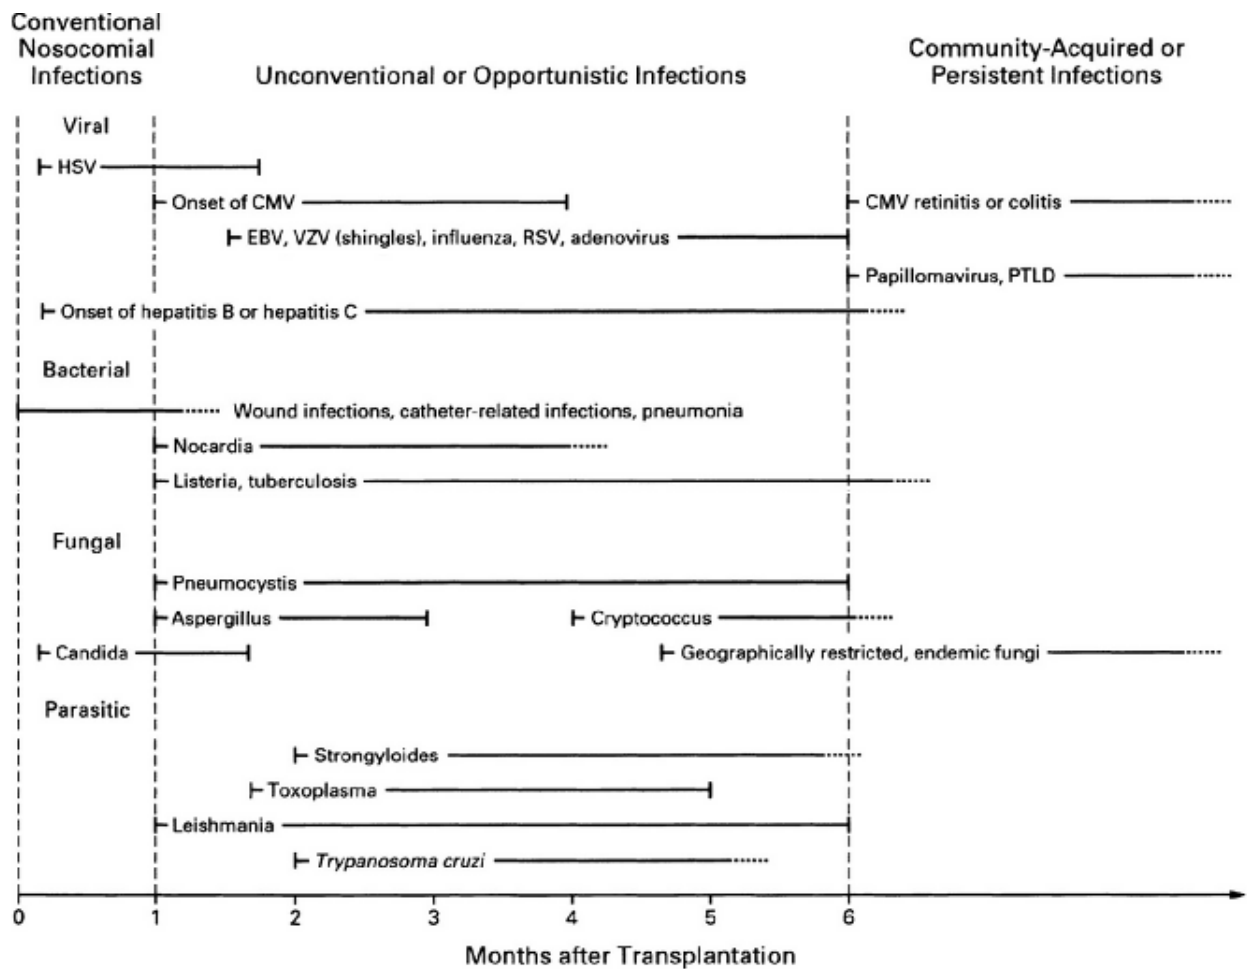 Conventional
Nosocomial
Infections
Unconventional or Opportunistic Infections
Community-Acquired or
Persistent Infections
Viral
HSV
Onset of CMV
CMV retinitis or colitis
EBV, VZV (shingles), influenza, RSV, adenovirus
Papillomavirus, PTLD
Onset of hepatitis B or hepatitis C
Bacterial
Wound infections, catheter-related infections, pneumonia
Nocardia
Listeria, tuberculosis
Fungal
Pneumocystis
Aspergillus
Cryptococcus
Candida
Geographically restricted, endemic fungi
Parasitic
Strongyloides
Toxoplasma
Leishmania
Trypanosoma cruzi
0 1 2 3 4 5 6
Months after Transplantation